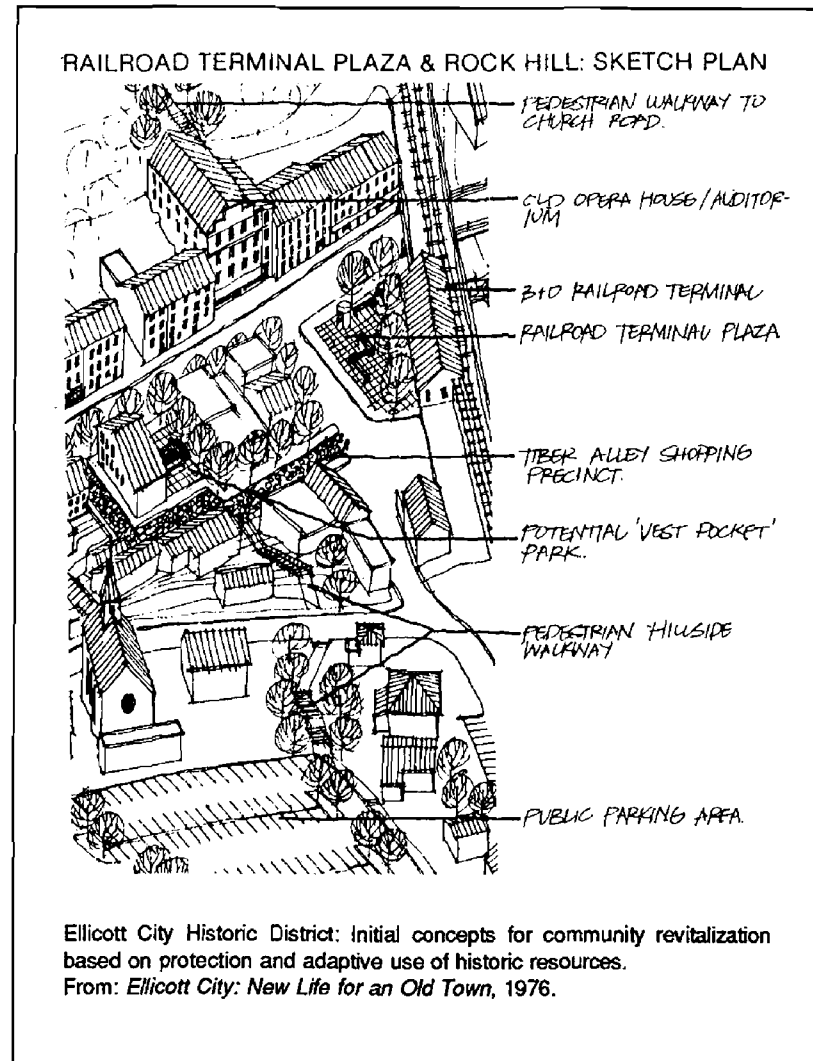 RAILROAD TERMINAL PLAZA & ROCK HILL: SKETCH PLAN
PEDESTRIAN WALKWAY TO
CHURCH ROAD.
OLD OPERA HOUSE/AUDITOR-
IUM
B+O RAILROAD TERMINAL
RAILROAD TERMINAL PLAZA
TIBER ALLEY SHOPPING
PRECINCT.
POTENTIAL 'VEST POCKET'
PARK.
PEDESTRIAN HILLSIDE
WALKWAY
PUBLIC PARKING AREA.
Ellicott City Historic District: Initial concepts for community revitalization
based on protection and adaptive use of historic resources.
From: Ellicott City: New Life for an Old Town, 1976.